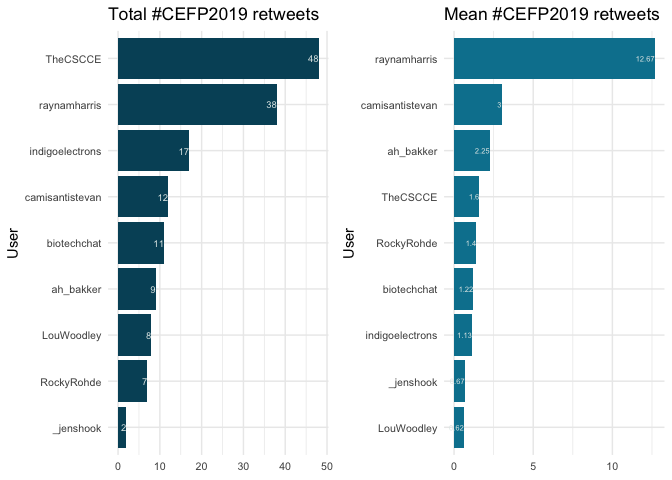 Total #CEFP2019 retweets
User
TheCSCCE 48
raynamharris 38
indigoelectrons 17
camisantistevan 12
biotechchat 11
ah_bakker 9
LouWoodley 8
RockyRohde 7
_jenshook 2
0 10 20 30 40 50
Mean #CEFP2019 retweets
User
raynamharris 12.67
camisantistevan 3
ah_bakker 2.25
TheCSCCE 1.6
RockyRohde 1.4
biotechchat 1.22
indigoelectrons 1.13
_jenshook .67
LouWoodley .62
0 5 10